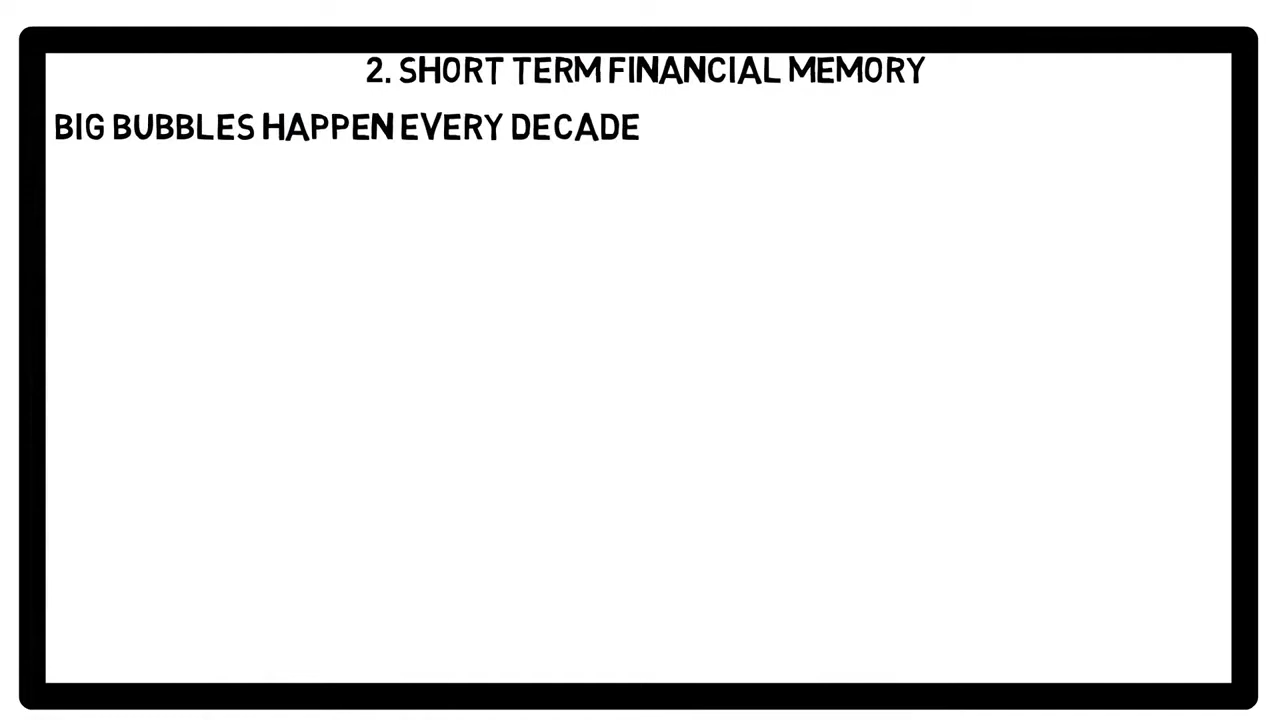 2. SHORT TERM FINANCIAL MEMORY
BIG BUBBLES HAPPEN EVERY DECADE